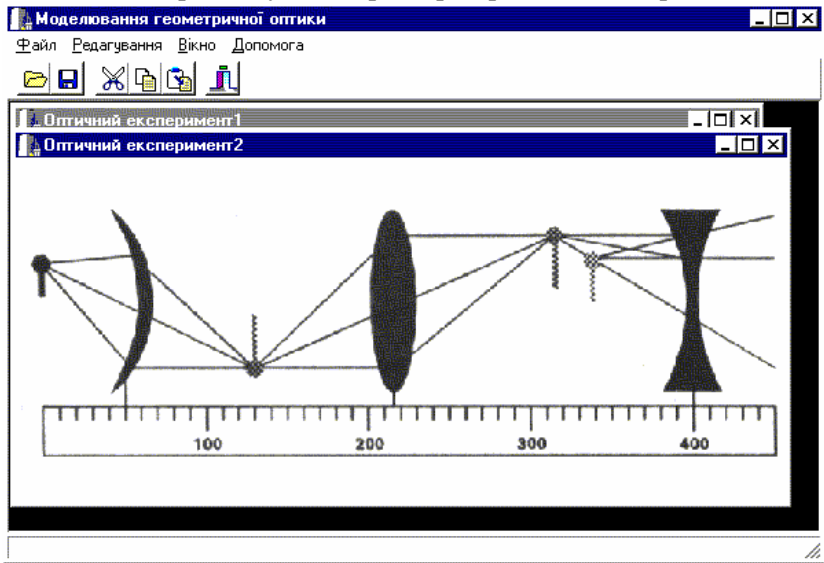 Моделювання геометричної оптики
Файл Редагування Вікно Допомога
Оптичний експеримент1
Оптичний експеримент2
100 200 300 400